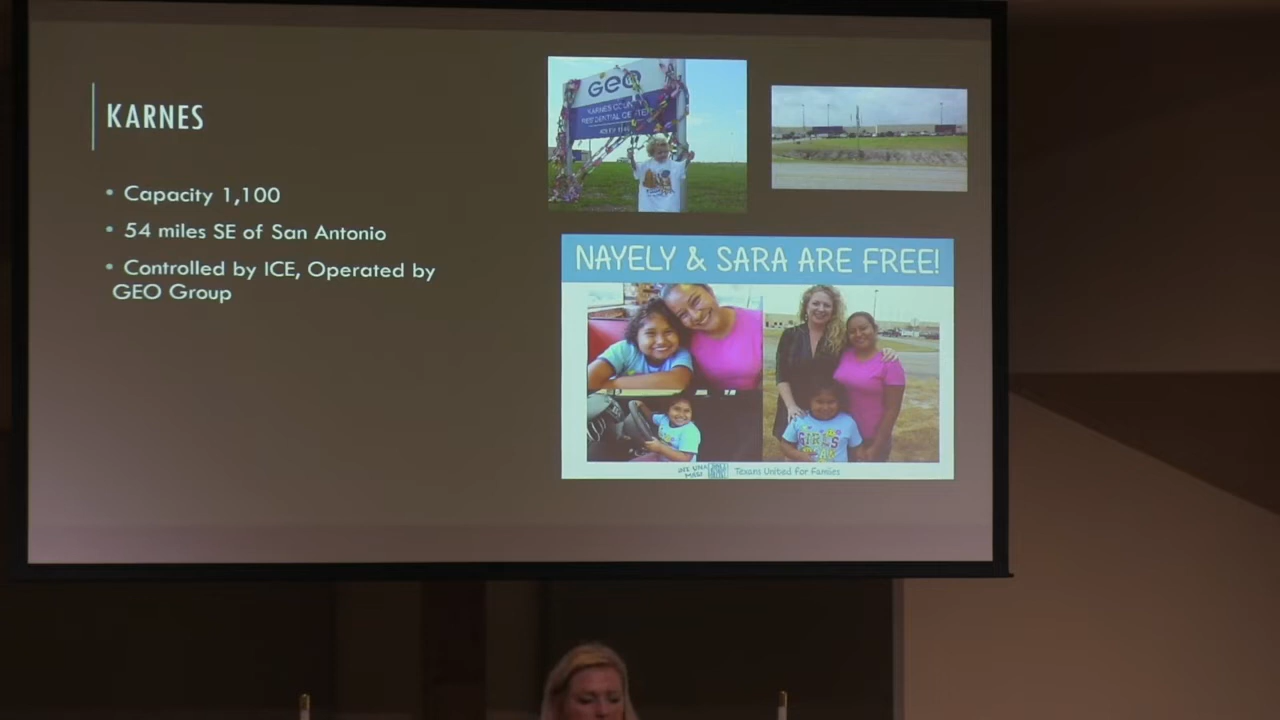 KARNES
• Capacity 1,100
• 54 miles SE of San Antonio
• Controlled by ICE, Operated by
GEO Group
GEO
KARNES COUNTY
RESIDENTIAL CENTER
NAYELY & SARA ARE FREE!
GIRLS
Texans United for Families